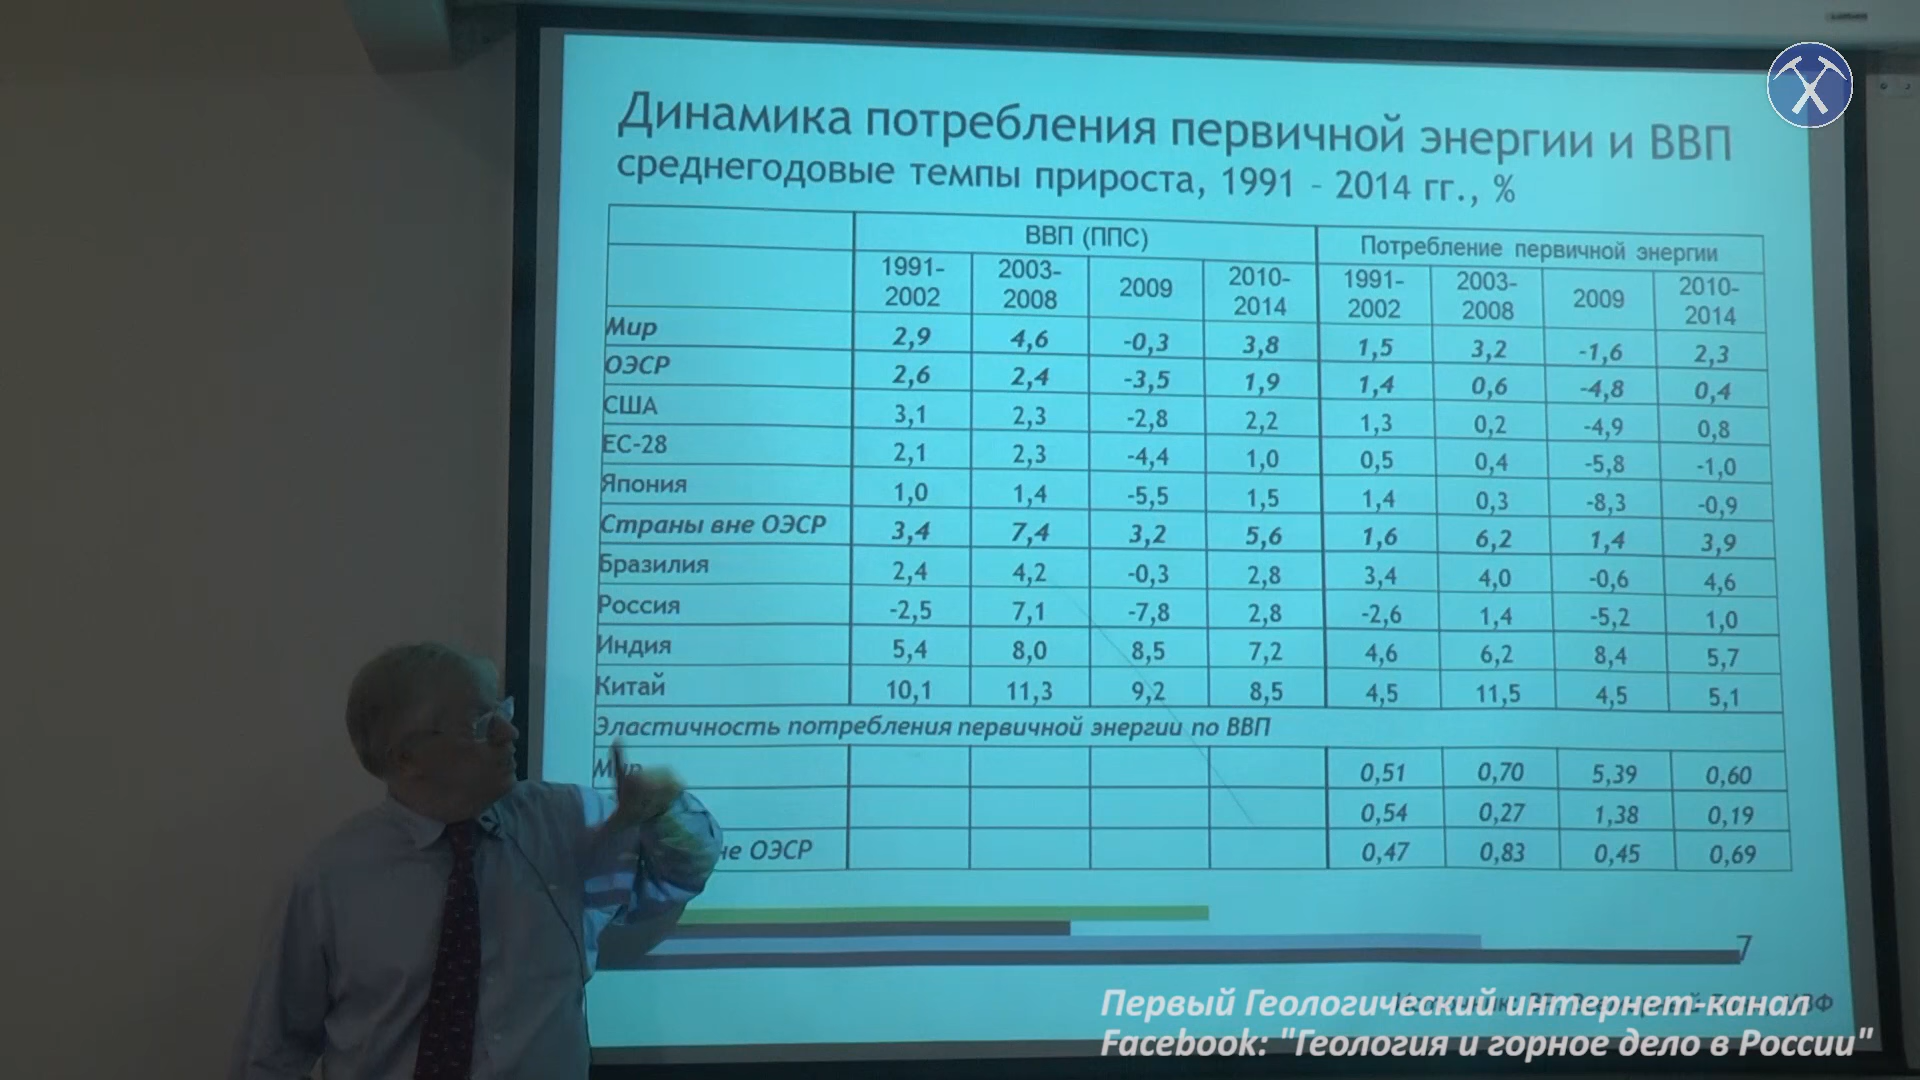 Динамика потребления первичной энергии и ВВП
среднегодовые темпы прироста, 1991 – 2014 гг., %
ВВП (ППС) Потребление первичной энергии
1991-2002 2003-2008 2009 2010-2014 1991-2002 2003-2008 2009 2010-2014
Мир 2,9 4,6 -0,3 3,8 1,5 3,2 -1,6 2,3
ОЭСР 2,6 2,4 -3,5 1,9 1,4 0,6 -4,8 0,4
США 3,1 2,3 -2,8 2,2 1,3 0,2 -4,9 0,8
ЕС-28 2,1 2,3 -4,4 1,0 0,5 0,4 -5,8 -1,0
Япония 1,0 1,4 -5,5 1,5 1,4 0,3 -8,3 -0,9
Страны вне ОЭСР 3,4 7,4 3,2 5,6 1,6 6,2 1,4 3,9
Бразилия 2,4 4,2 -0,3 2,8 3,4 4,0 -0,6 4,6
Россия -2,5 7,1 -7,8 2,8 -2,6 1,4 -5,2 1,0
Индия 5,4 8,0 8,5 7,2 4,6 6,2 8,4 5,7
Китай 10,1 11,3 9,2 8,5 4,5 11,5 4,5 5,1
Эластичность потребления первичной энергии по ВВП
Мир 0,51 0,70 5,39 0,60
0,54 0,27 1,38 0,19
ОЭСР 0,47 0,83 0,45 0,69
7
Первый Геологический интернет-канал
Facebook: "Геология и горное дело в России"